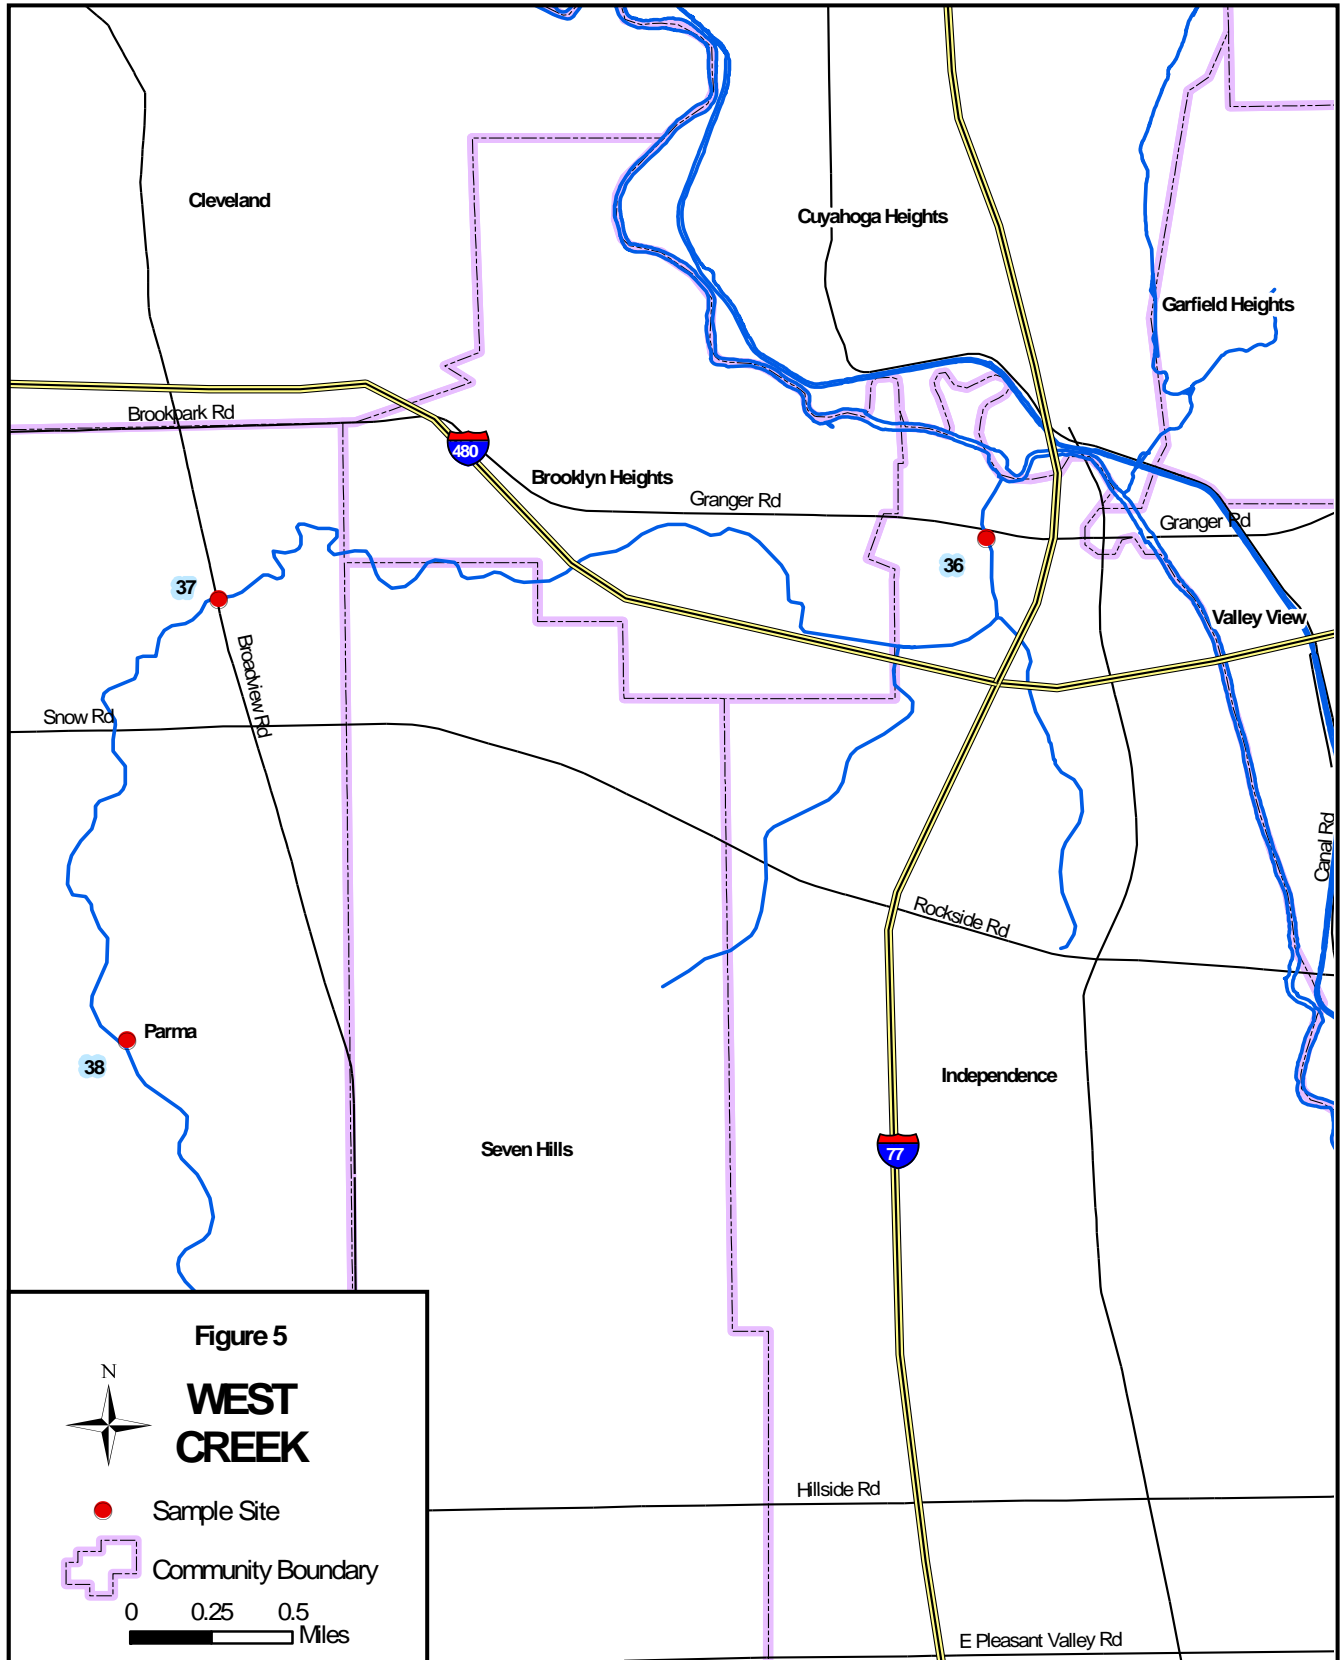 Cleveland
Cuyahoga Heights
Garfield Heights
Brookpark Rd
480
Brooklyn Heights
Granger Rd
Granger Rd
36
37
Valley View
Broadview Rd
Snow Rd
Canal Rd
Rockside Rd
Parma
38
Independence
Seven Hills
77
Figure 5
N
WEST
CREEK
Hillside Rd
Sample Site
Community Boundary
0 0.25 0.5
Miles
E Pleasant Valley Rd